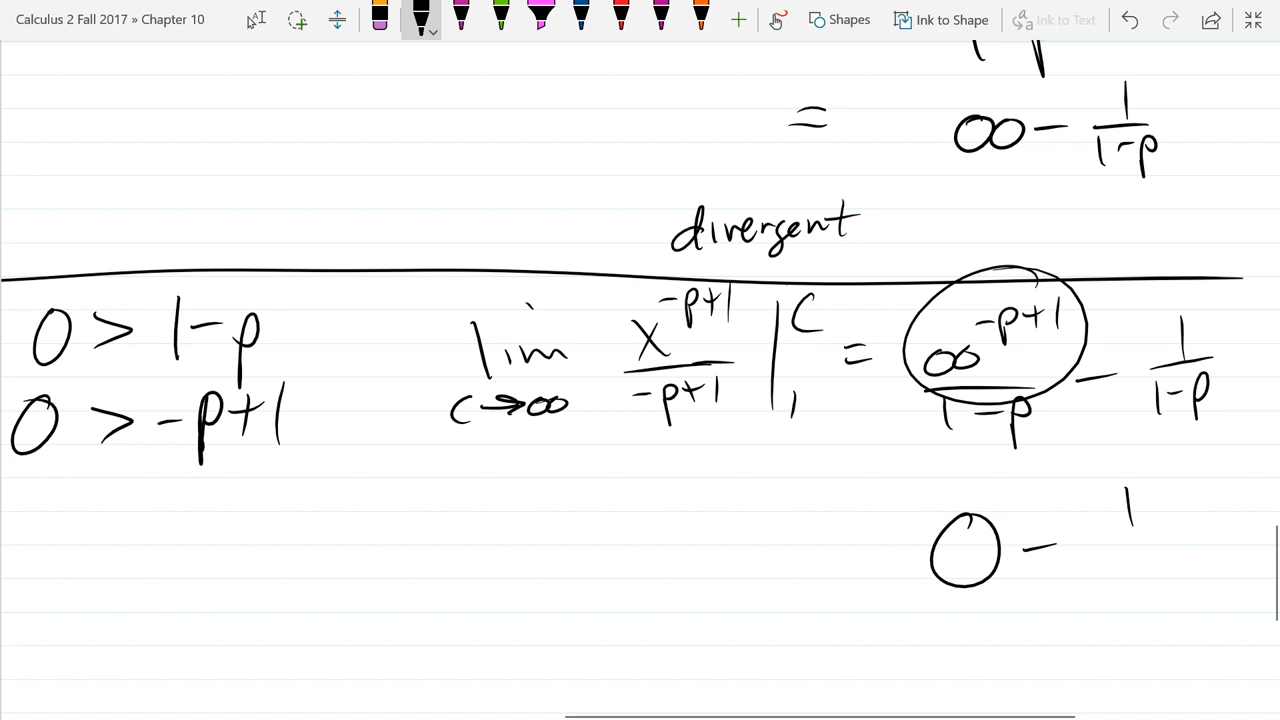 Calculus 2 Fall 2017 » Chapter 10 Shapes Ink to Shape Ink to Text
= ∞ - 1/(1-p)
divergent
0 > 1-p
0 > -p+1
lim c→∞ x^(-p+1)/(-p+1) |_1^c = ∞^(-p+1)/(1-p) - 1/(1-p)
0 - 1